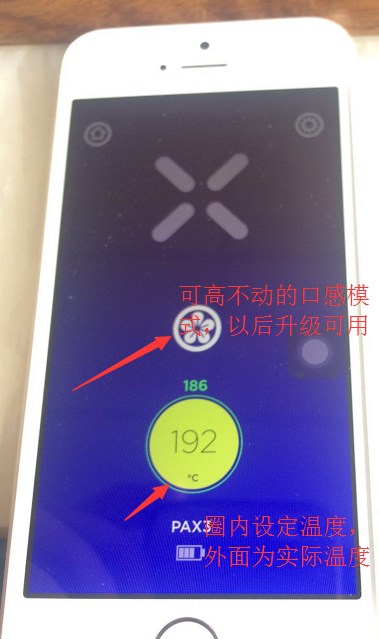 可高不动的口感模
式，以后升级可用
186
192
°C
PAX3
圈内设定温度，
外面为实际温度